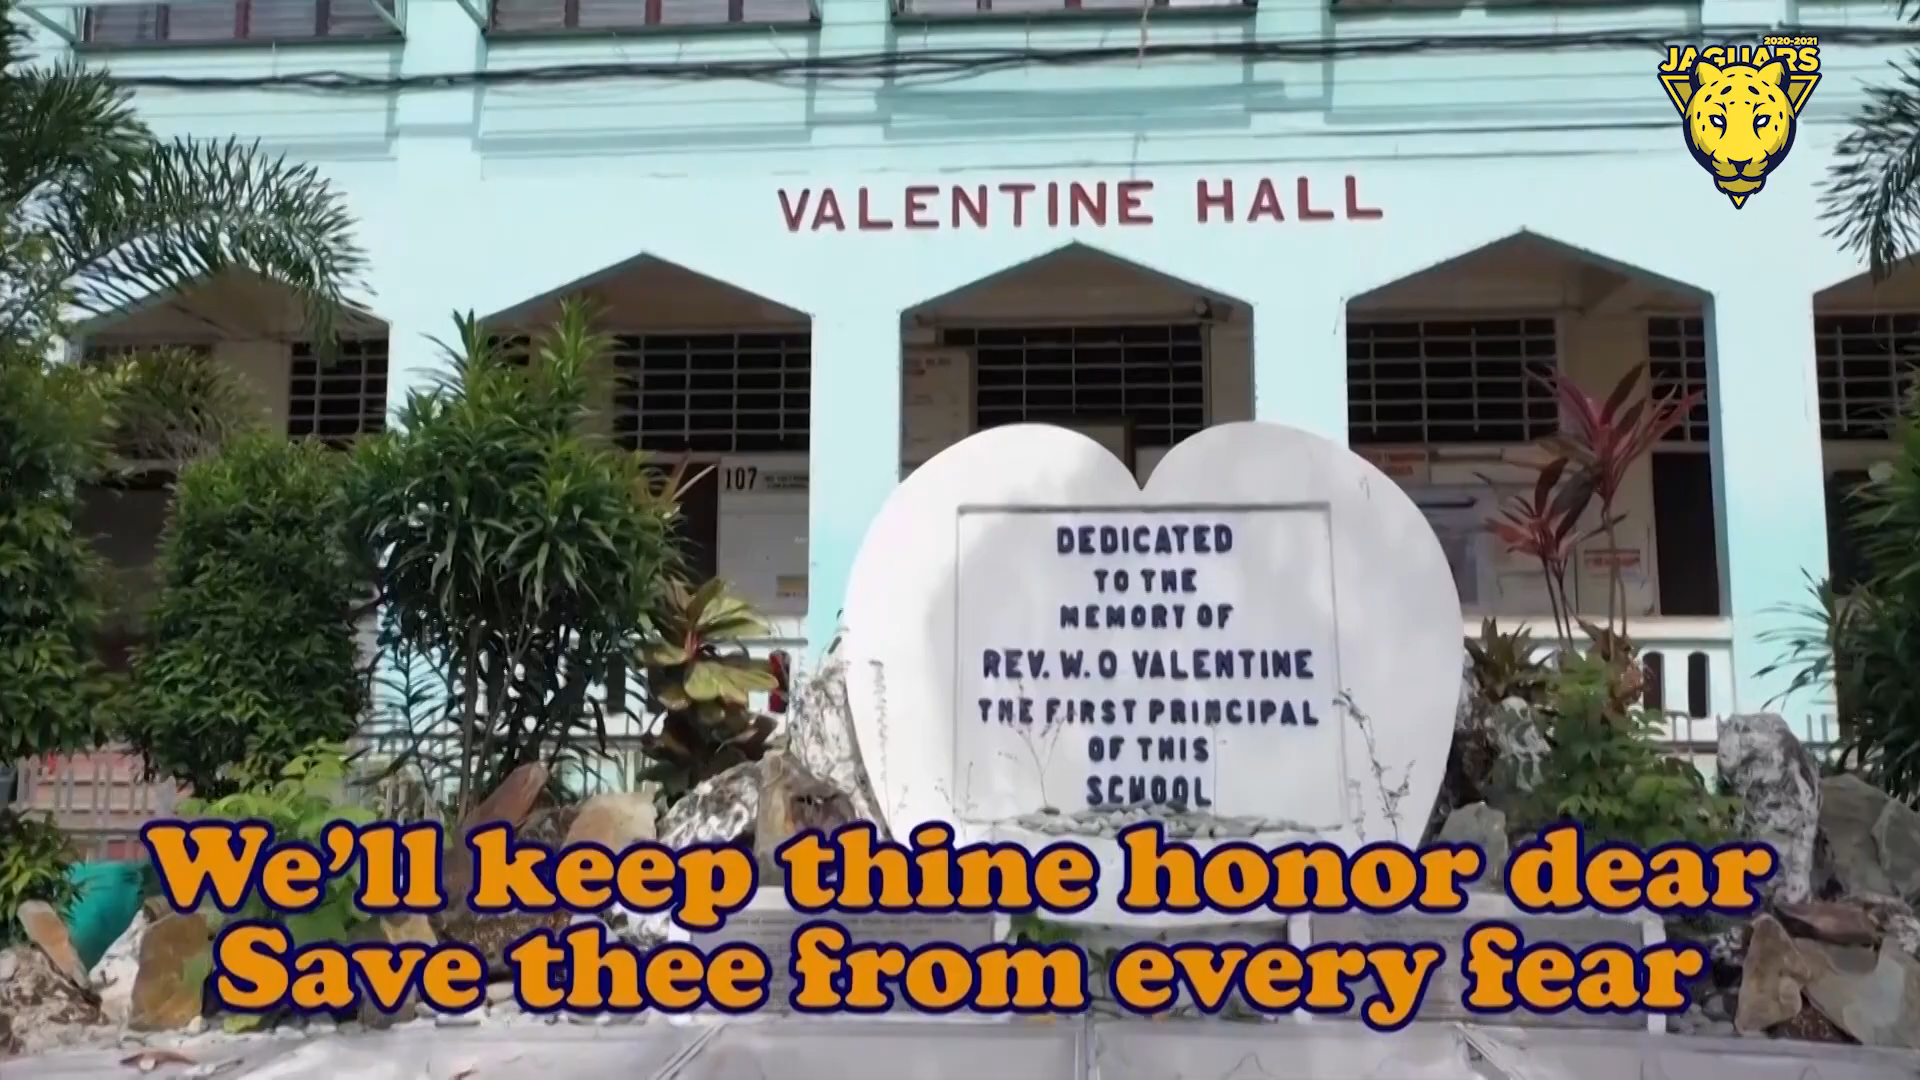 2020-2021
JAGUARS
VALENTINE HALL
107
DEDICATED
TO THE
MEMORY OF
REV. W. O VALENTINE
THE FIRST PRINCIPAL
OF THIS
SCHOOL
We'll keep thine honor dear
Save thee from every fear